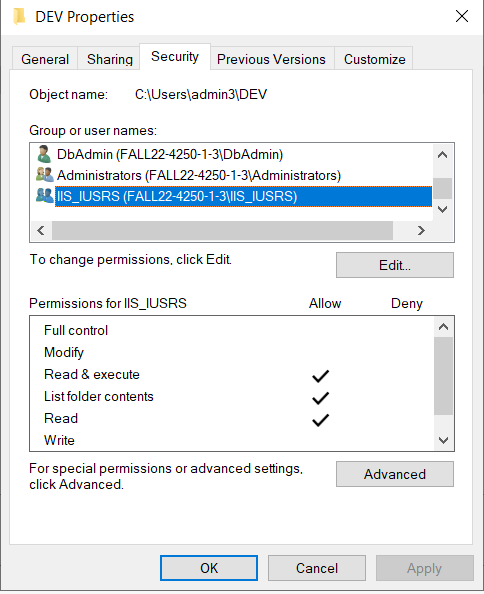 DEV Properties
General Sharing Security Previous Versions Customize
Object name: C:\Users\admin3\DEV
Group or user names:
DbAdmin (FALL22-4250-1-3\DbAdmin)
Administrators (FALL22-4250-1-3\Administrators)
IIS_IUSRS (FALL22-4250-1-3\IIS_IUSRS)
To change permissions, click Edit.
Edit...
Permissions for IIS_IUSRS Allow Deny
Full control
Modify
Read & execute
List folder contents
Read
Write
For special permissions or advanced settings,
click Advanced.
Advanced
OK Cancel Apply